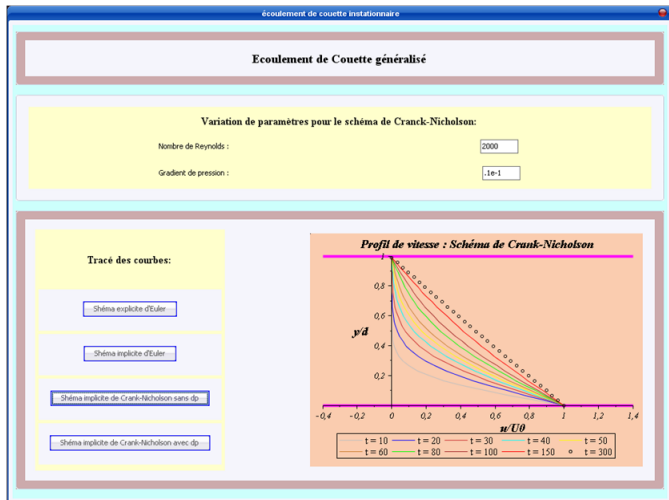 écoulement de couette instationnaire
Ecoulement de Couette généralisé
Variation de paramètres pour le schéma de Cranck-Nicholson:
Nombre de Reynolds :
2000
Gradient de pression :
.1e-1
Tracé des courbes:
Shéma explicite d'Euler
Shéma implicite d'Euler
Shéma implicite de Crank-Nicholson sans dp
Shéma implicite de Crank-Nicholson avec dp
Profil de vitesse : Schéma de Crank-Nicholson
1
0,8
y/d
0,6
0,4
0,2
-0,4 -0,2 0 0,2 0,4 0,6 0,8 1 1,2 1,4
u/U0
t = 10 t = 20 t = 30 t = 40 t = 50
t = 60 t = 80 t = 100 t = 150 t = 300